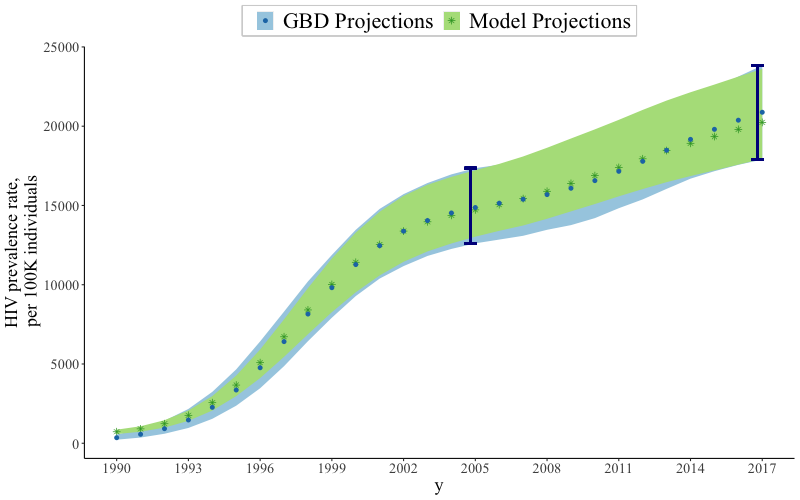 GBD Projections Model Projections
25000
20000
15000
10000
5000
0
HIV prevalence rate,
per 100K individuals
1990 1993 1996 1999 2002 2005 2008 2011 2014 2017
y